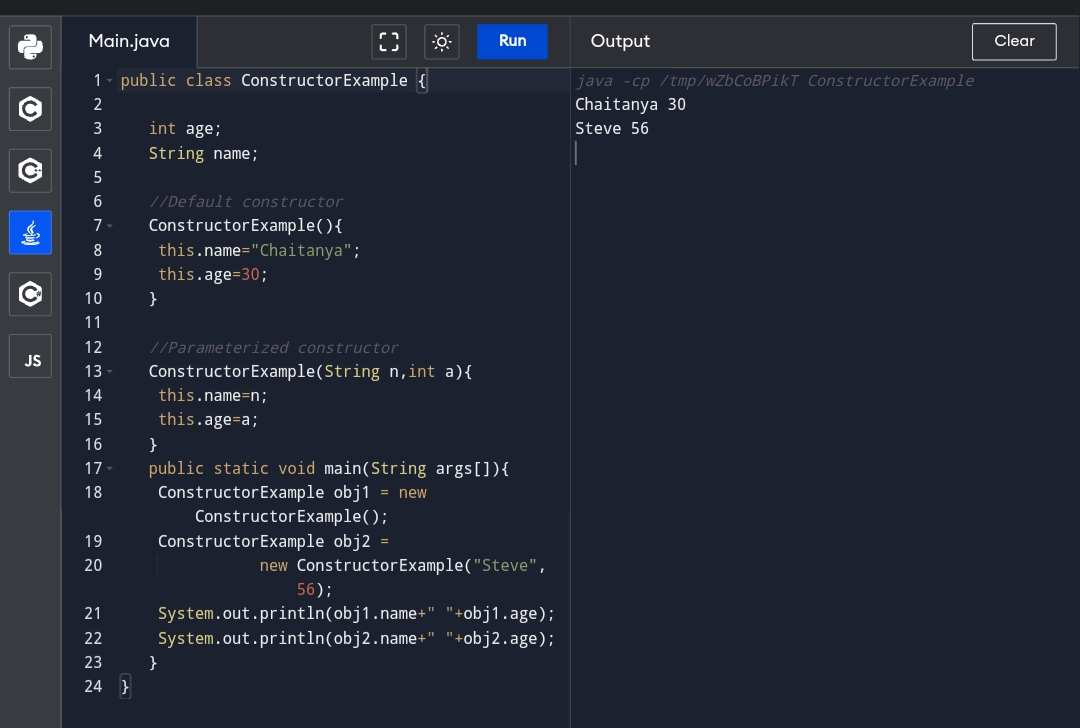 Main.java
Run
Output
Clear
JS
1 public class ConstructorExample {
2
3 int age;
4 String name;
5
6 //Default constructor
7 ConstructorExample(){
8 this.name="Chaitanya";
9 this.age=30;
10 }
11
12 //Parameterized constructor
13 ConstructorExample(String n,int a){
14 this.name=n;
15 this.age=a;
16 }
17 public static void main(String args[]){
18 ConstructorExample obj1 = new
ConstructorExample();
19 ConstructorExample obj2 =
20 new ConstructorExample("Steve",
56);
21 System.out.println(obj1.name+" "+obj1.age);
22 System.out.println(obj2.name+" "+obj2.age);
23 }
24 }
java -cp /tmp/wZbCoBPikT ConstructorExample
Chaitanya 30
Steve 56